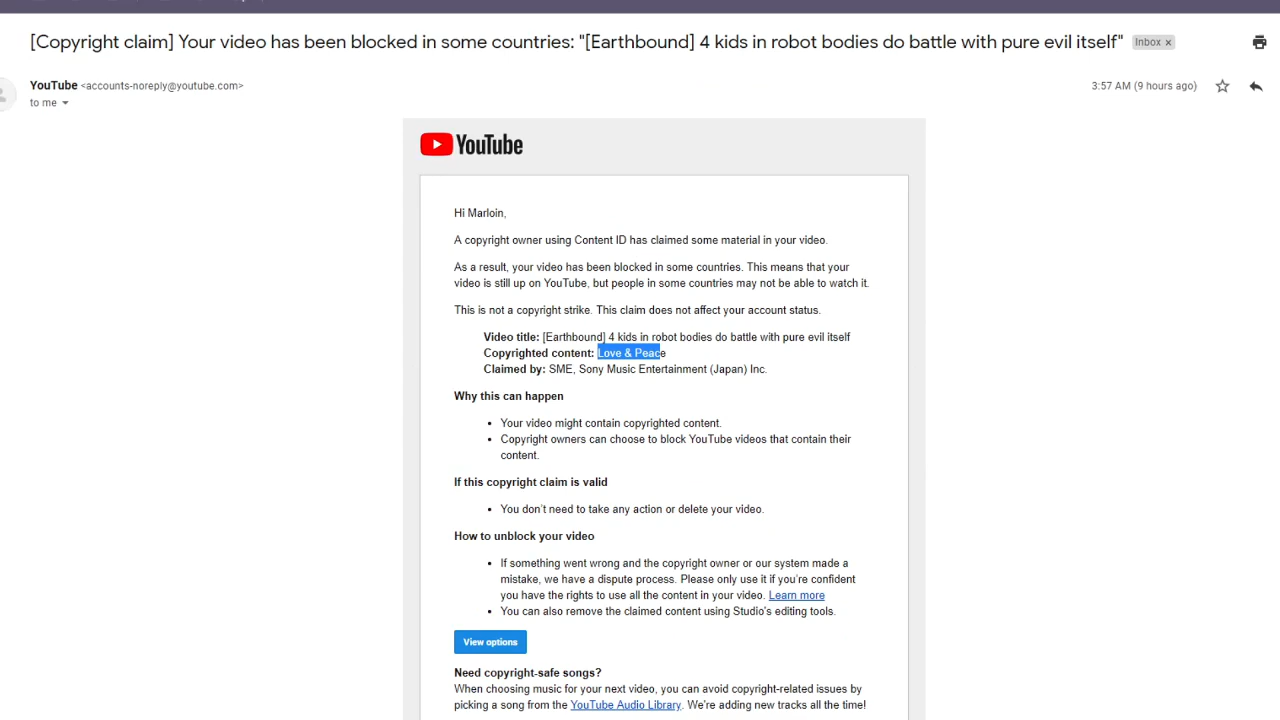 [Copyright claim] Your video has been blocked in some countries: "[Earthbound] 4 kids in robot bodies do battle with pure evil itself" Inbox x
YouTube <accounts-noreply@youtube.com> 3:57 AM (9 hours ago)
to me
YouTube
Hi Marloin,
A copyright owner using Content ID has claimed some material in your video.
As a result, your video has been blocked in some countries. This means that your
video is still up on YouTube, but people in some countries may not be able to watch it.
This is not a copyright strike. This claim does not affect your account status.
Video title: [Earthbound] 4 kids in robot bodies do battle with pure evil itself
Copyrighted content: Love & Peace
Claimed by: SME, Sony Music Entertainment (Japan) Inc.
Why this can happen
• Your video might contain copyrighted content.
• Copyright owners can choose to block YouTube videos that contain their
content.
If this copyright claim is valid
• You don't need to take any action or delete your video.
How to unblock your video
• If something went wrong and the copyright owner or our system made a
mistake, we have a dispute process. Please only use it if you're confident
you have the rights to use all the content in your video. Learn more
• You can also remove the claimed content using Studio's editing tools.
View options
Need copyright-safe songs?
When choosing music for your next video, you can avoid copyright-related issues by
picking a song from the YouTube Audio Library. We're adding new tracks all the time!